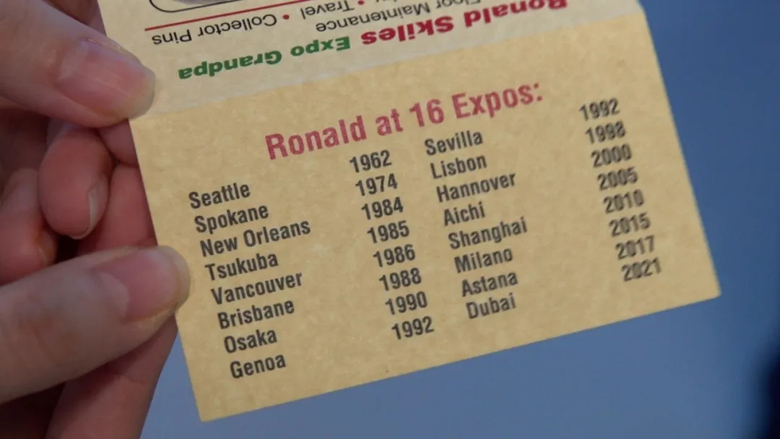 Travel • Collector Pins
Floor Maintenance
Ronald Skiles Expo Grandpa
Ronald at 16 Expos:
Seattle 1962
Spokane 1974
New Orleans 1984
Tsukuba 1985
Vancouver 1986
Brisbane 1988
Osaka 1990
Genoa 1992
Sevilla 1992
Lisbon 1998
Hannover 2000
Aichi 2005
Shanghai 2010
Milano 2015
Astana 2017
Dubai 2021